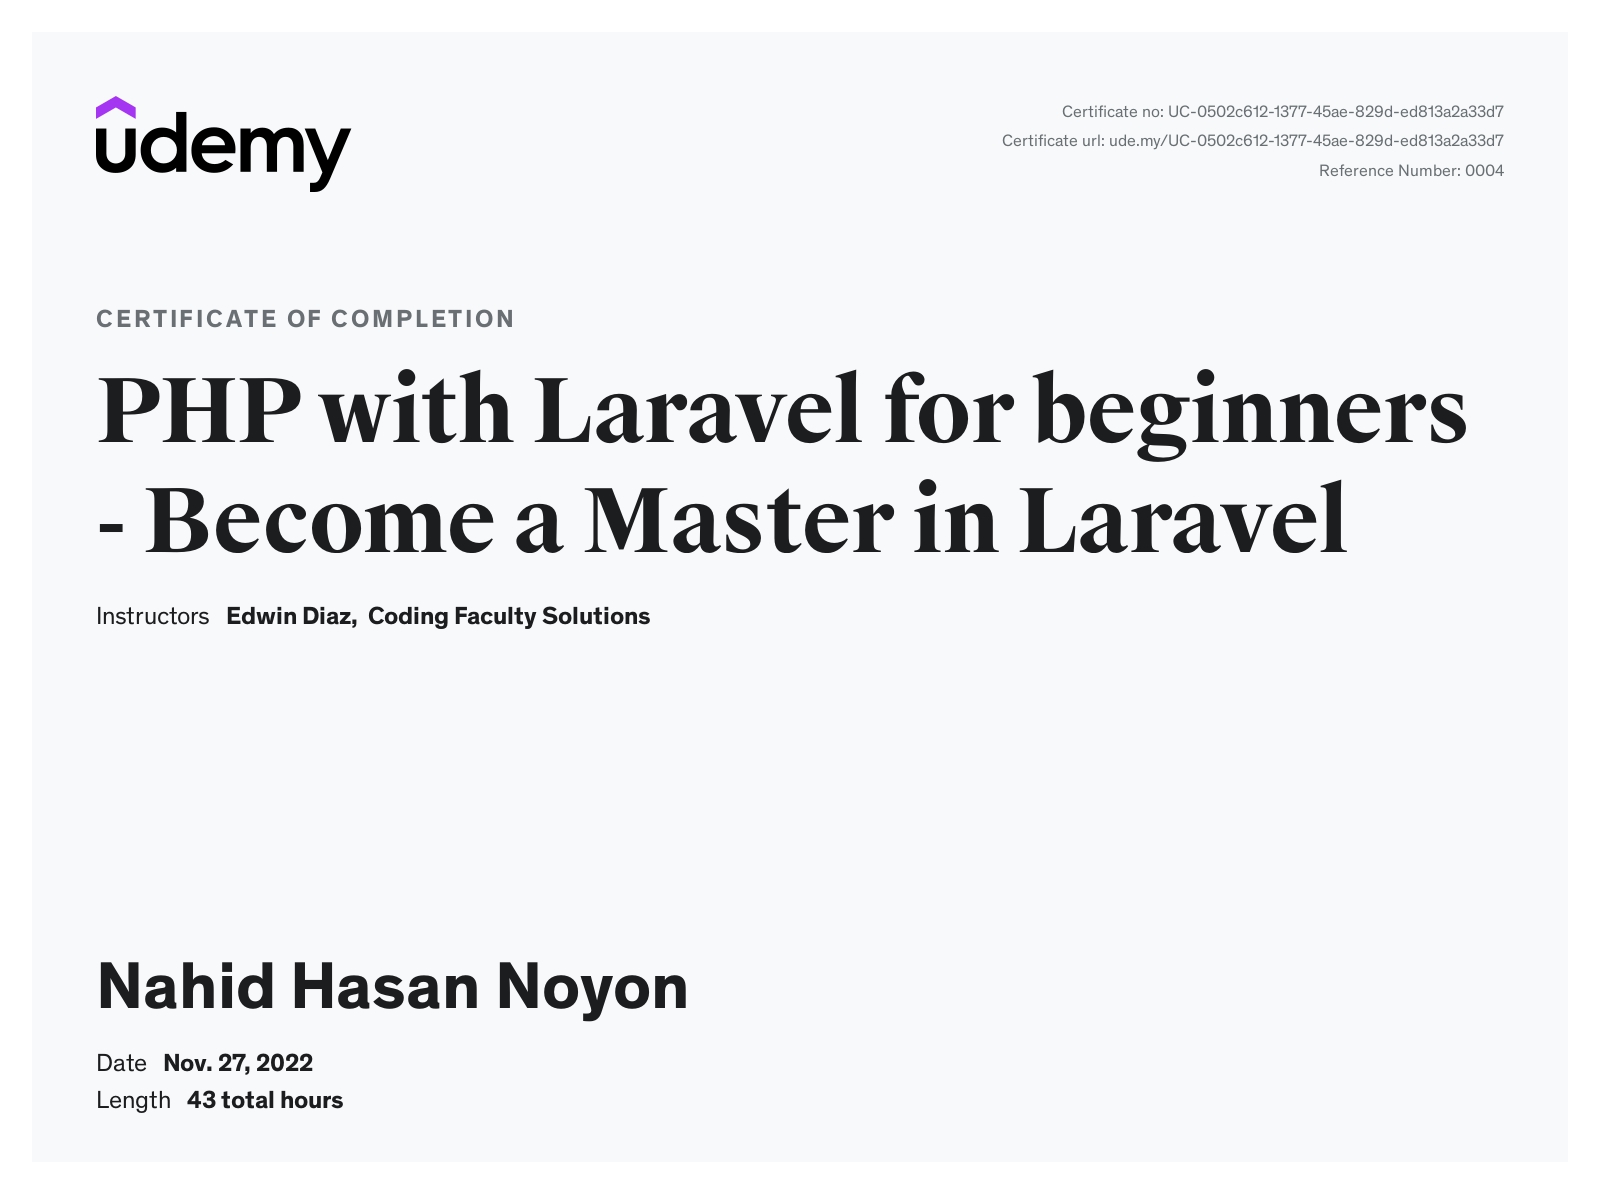 udemy
Certificate no: UC-0502c612-1377-45ae-829d-ed813a2a33d7
Certificate url: ude.my/UC-0502c612-1377-45ae-829d-ed813a2a33d7
Reference Number: 0004
CERTIFICATE OF COMPLETION
PHP with Laravel for beginners
- Become a Master in Laravel
Instructors Edwin Diaz, Coding Faculty Solutions
Nahid Hasan Noyon
Date Nov. 27, 2022
Length 43 total hours